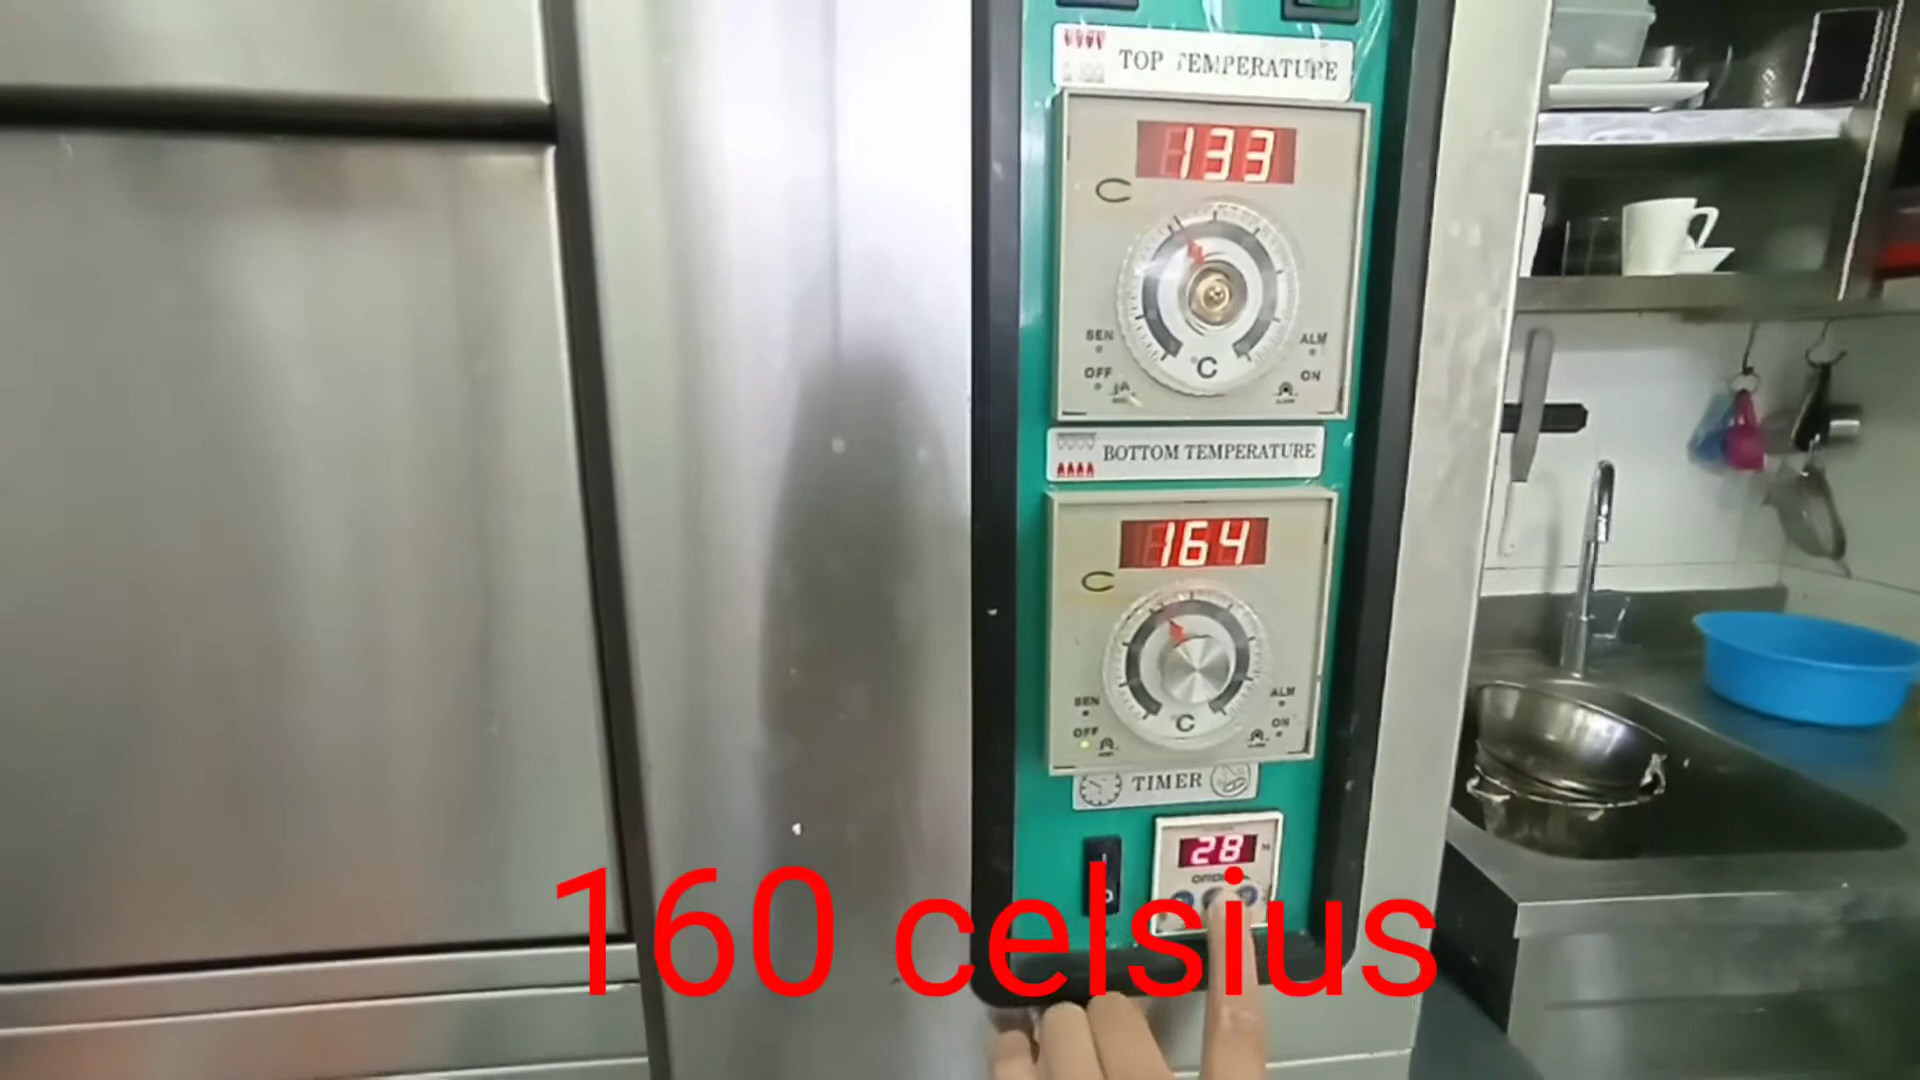 TOP TEMPERATURE
133
C
SEN
ALM
OFF
ON
°C
BOTTOM TEMPERATURE
164
C
SEN
ALM
OFF
ON
°C
TIMER
28
160 celsius